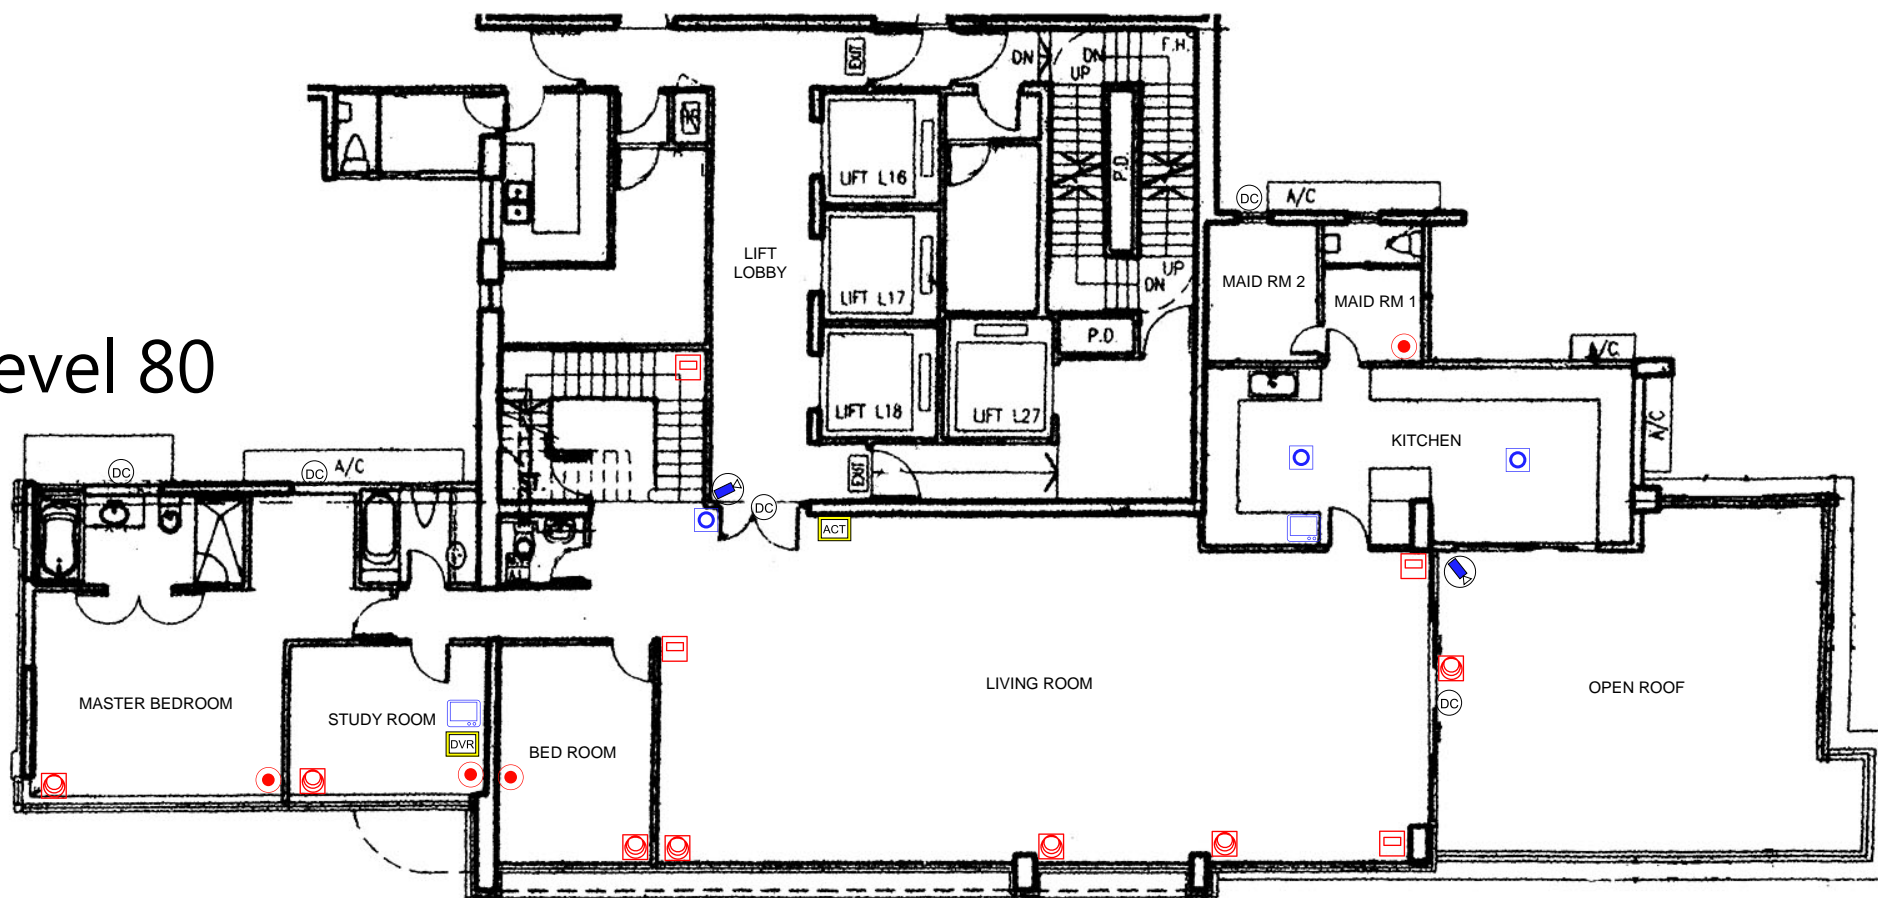 F.H.
EXIT
DN
DN
UP
LIFT L16
P.D.
DC
A/C
LIFT
LOBBY
UP
DN
MAID RM 2
MAID RM 1
LIFT L17
P.D.
A/C
evel 80
LIFT L18
LIFT L27
A/C
KITCHEN
DC
DC
A/C
EXIT
DC
ACT
LIVING ROOM
OPEN ROOF
MASTER BEDROOM
DC
STUDY ROOM
DVR
BED ROOM